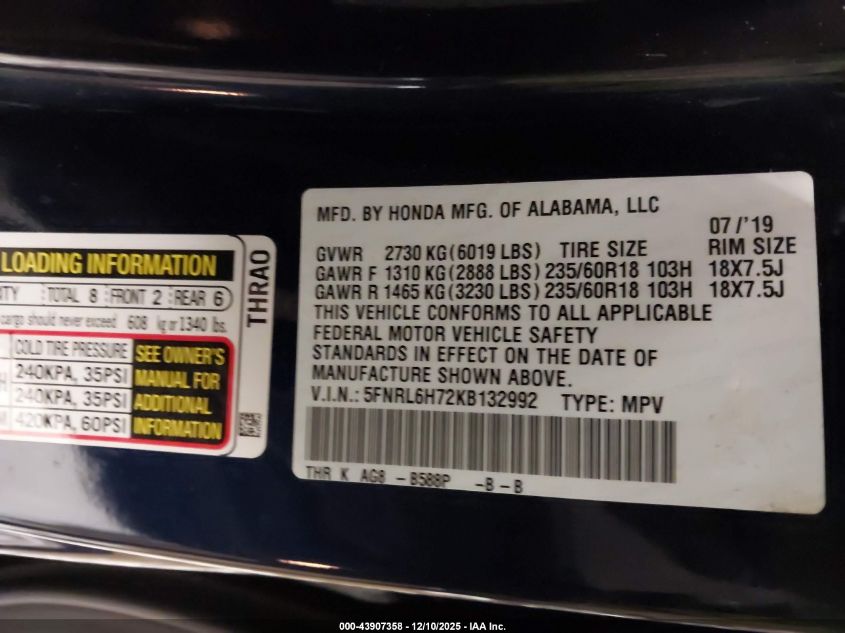 LOADING INFORMATION
TOTAL 8 FRONT 2 REAR 6
cargo should never exceed 608 kg or 1340 lbs.
COLD TIRE PRESSURE
240KPA, 35PSI
240KPA, 35PSI
420KPA, 60PSI
SEE OWNER'S
MANUAL FOR
ADDITIONAL
INFORMATION
THRA0
MFD. BY HONDA MFG. OF ALABAMA, LLC
07/'19
GVWR 2730 KG(6019 LBS) TIRE SIZE RIM SIZE
GAWR F 1310 KG(2888 LBS) 235/60R18 103H 18X7.5J
GAWR R 1465 KG(3230 LBS) 235/60R18 103H 18X7.5J
THIS VEHICLE CONFORMS TO ALL APPLICABLE
FEDERAL MOTOR VEHICLE SAFETY
STANDARDS IN EFFECT ON THE DATE OF
MANUFACTURE SHOWN ABOVE.
V.I.N.: 5FNRL6H72KB132992 TYPE: MPV
THR K AG8 -B588P -B-B
000-43907358 - 12/10/2025 - IAA Inc.